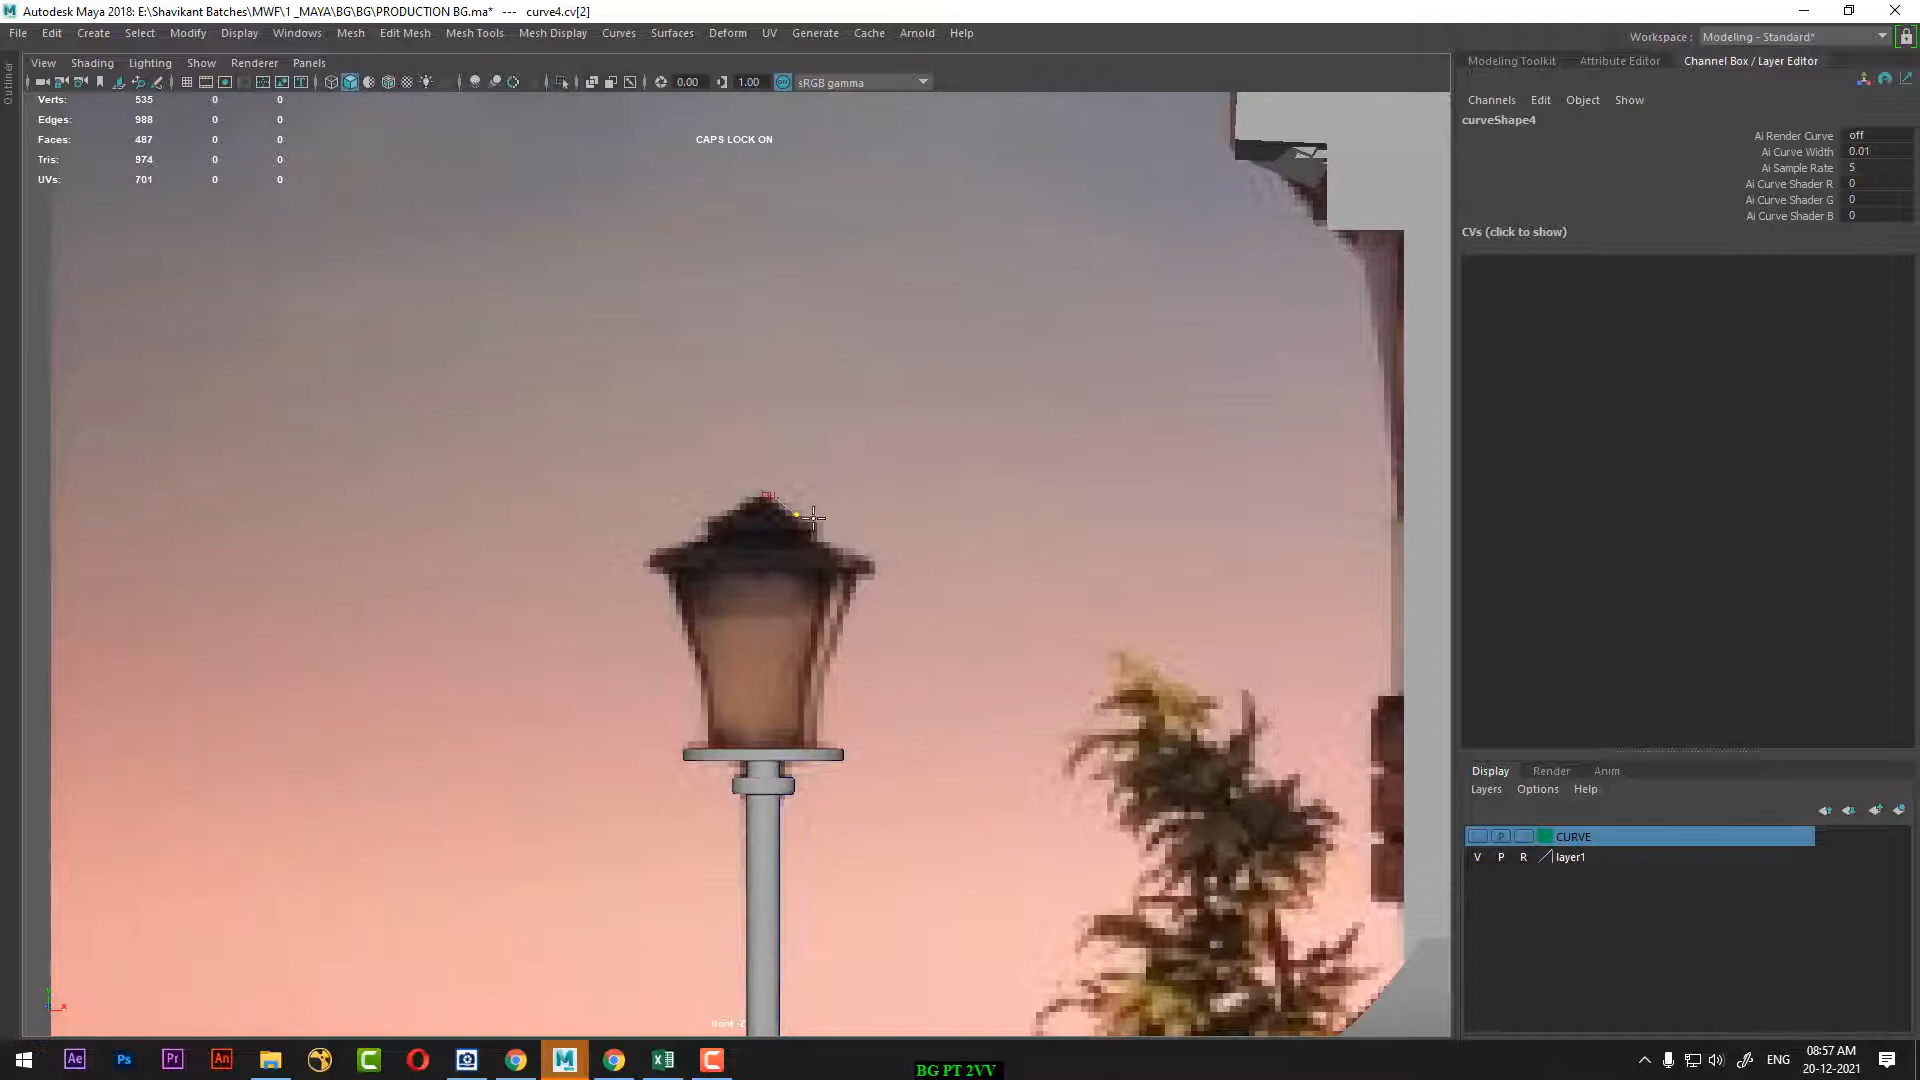 Autodesk Maya 2018: E:\Shavikant Batches\MWF\1 _MAYA\BG\BG\PRODUCTION BG.ma* --- curve4.cv[2]
File Edit Create Select Modify Display Windows Mesh Edit Mesh Mesh Tools Mesh Display Curves Surfaces Deform UV Generate Cache Arnold Help
Workspace : Modeling - Standard*
Outliner
View Shading Lighting Show Renderer Panels
0.00 1.00 ON sRGB gamma
Verts: 535 0 0
Edges: 988 0 0
Faces: 487 0 0
Tris: 974 0 0
UVs: 701 0 0
CAPS LOCK ON
front -Z
Y
X
Modeling Toolkit Attribute Editor Channel Box / Layer Editor
Channels Edit Object Show
curveShape4
Ai Render Curve off
Ai Curve Width 0.01
Ai Sample Rate 5
Ai Curve Shader R 0
Ai Curve Shader G 0
Ai Curve Shader B 0
CVs (click to show)
Display Render Anim
Layers Options Help
P CURVE
V P R layer1
Ae Ps Pr An
BG PT 2VV
ENG
08:57 AM
20-12-2021